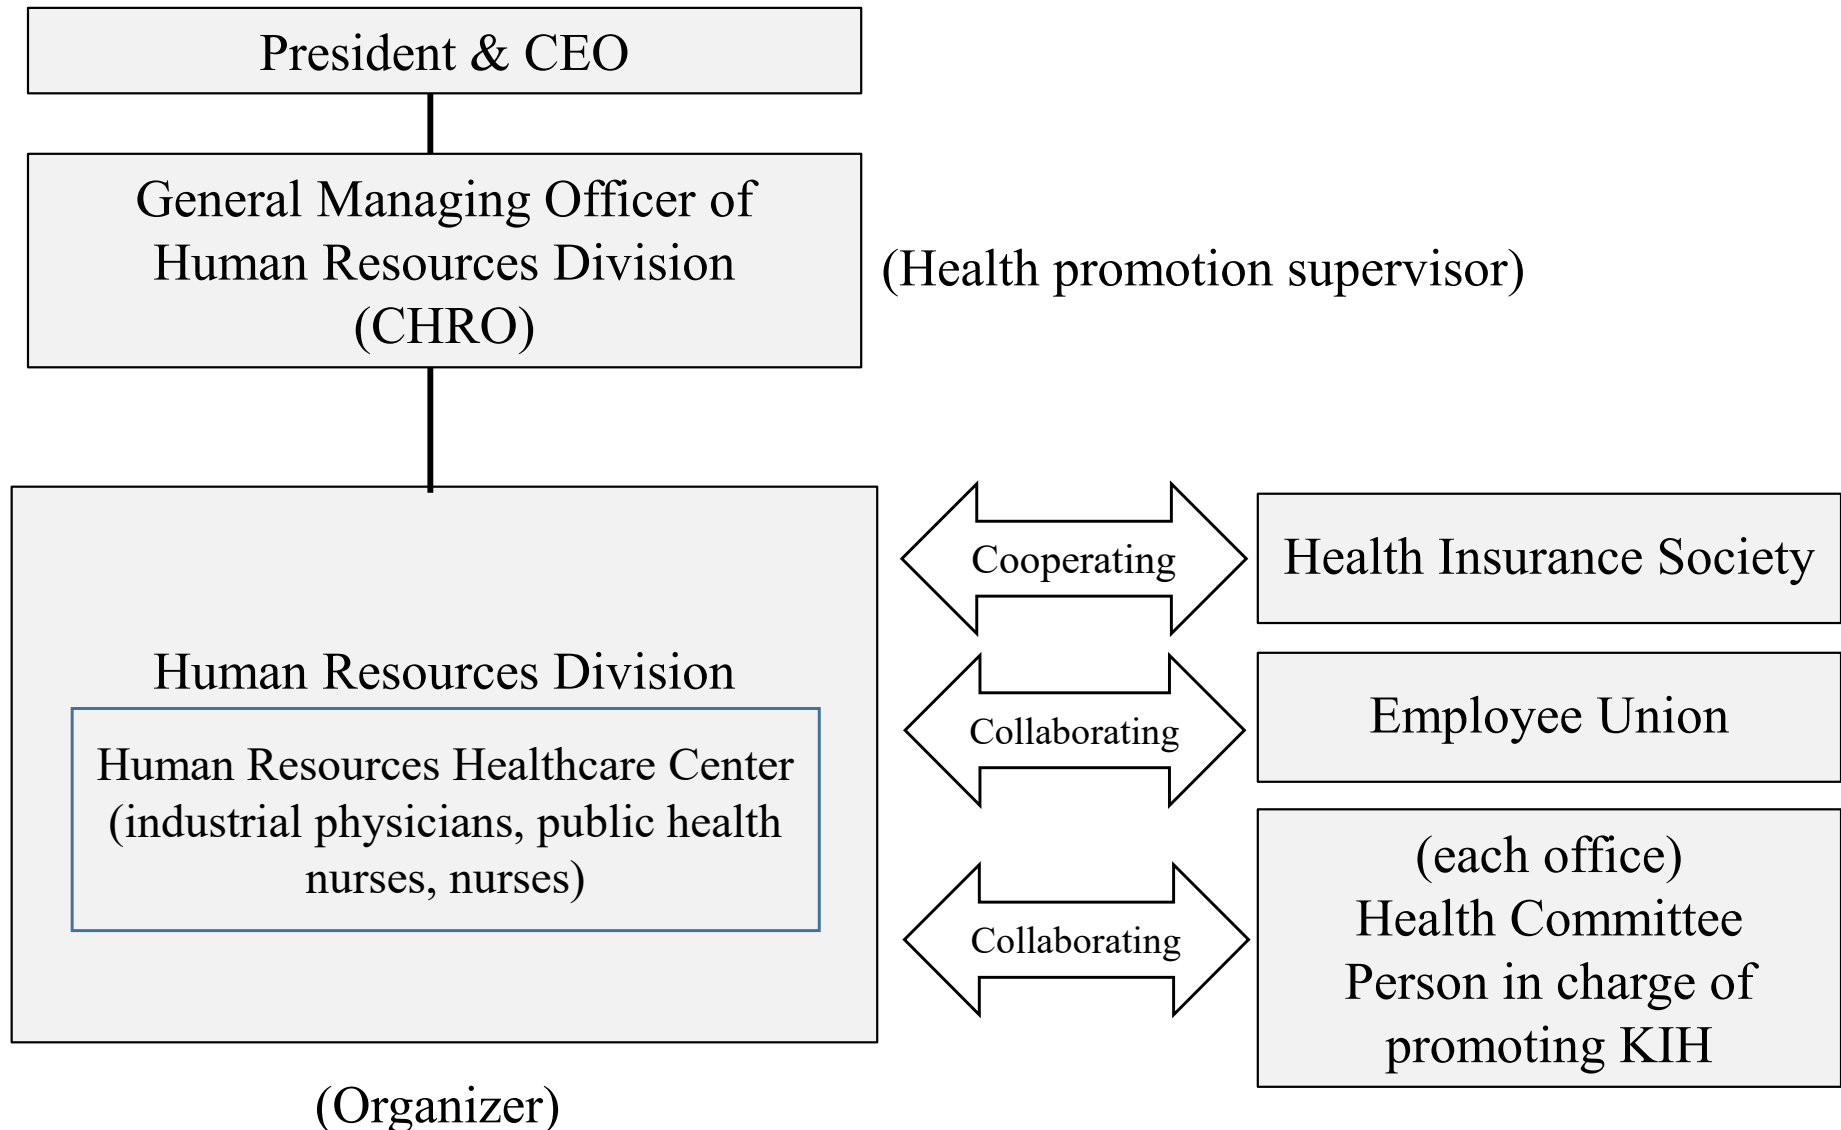 President & CEO
General Managing Officer of
Human Resources Division
(CHRO)
(Health promotion supervisor)
Human Resources Division
Human Resources Healthcare Center
(industrial physicians, public health
nurses, nurses)
(Organizer)
Cooperating
Health Insurance Society
Collaborating
Employee Union
Collaborating
(each office)
Health Committee
Person in charge of
promoting KIH